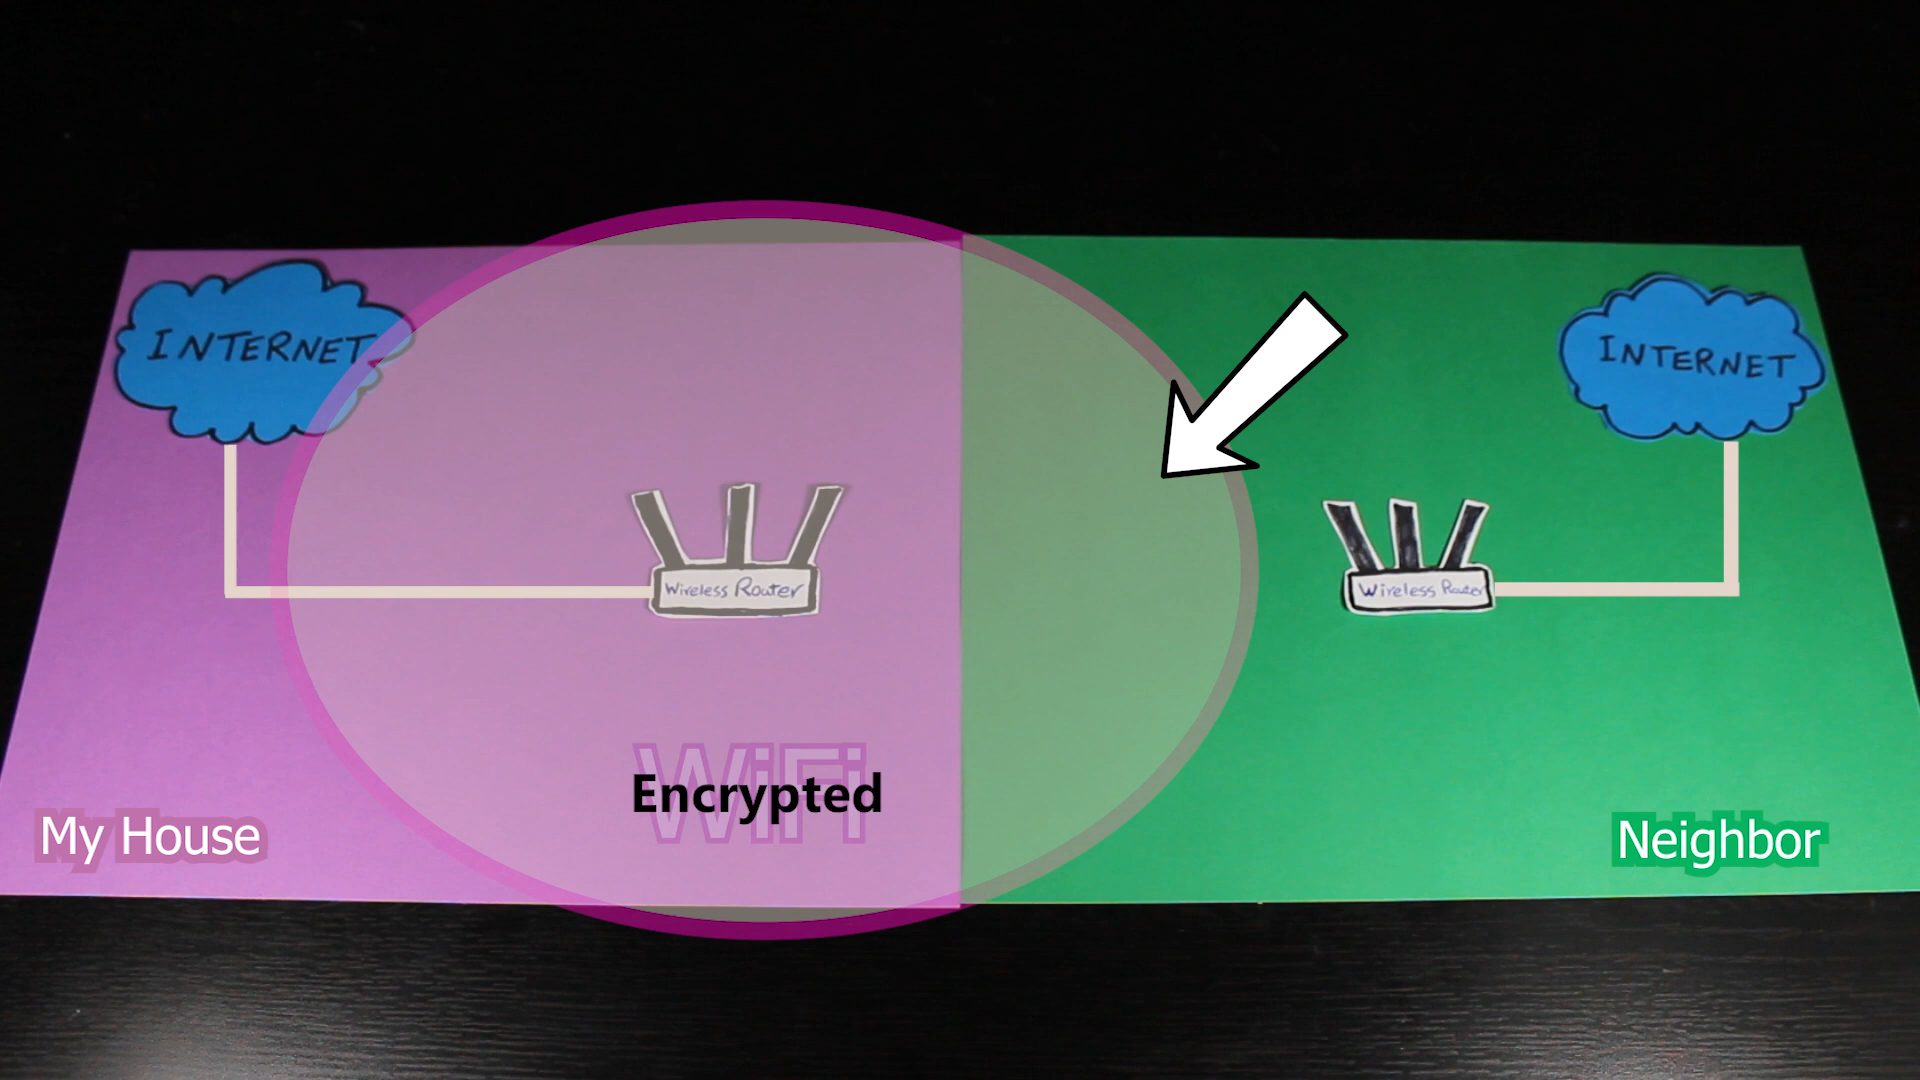 INTERNET
INTERNET
Wireless Router
Wireless Router
WiFi
Encrypted
My House
Neighbor